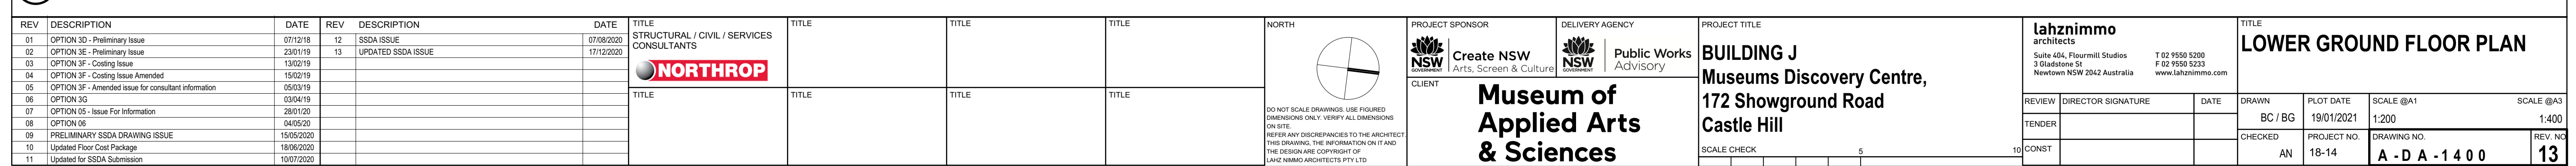 REV DESCRIPTION DATE REV DESCRIPTION DATE
01 OPTION 3D - Preliminary Issue 07/12/18 12 SSDA ISSUE 07/08/2020
02 OPTION 3E - Preliminary Issue 23/01/19 13 UPDATED SSDA ISSUE 17/12/2020
03 OPTION 3F - Costing Issue 13/02/19
04 OPTION 3F - Costing Issue Amended 15/02/19
05 OPTION 3F - Amended issue for consultant information 05/03/19
06 OPTION 3G 03/04/19
07 OPTION 05 - Issue For Information 28/01/20
08 OPTION 06 04/05/20
09 PRELIMINARY SSDA DRAWING ISSUE 15/05/2020
10 Updated Floor Cost Package 18/06/2020
11 Updated for SSDA Submission 10/07/2020
TITLE
STRUCTURAL / CIVIL / SERVICES
CONSULTANTS
NORTHROP
TITLE
TITLE
TITLE
TITLE
TITLE
TITLE
TITLE
NORTH
DO NOT SCALE DRAWINGS. USE FIGURED
DIMENSIONS ONLY. VERIFY ALL DIMENSIONS
ON SITE.
REFER ANY DISCREPANCIES TO THE ARCHITECT.
THIS DRAWING, THE INFORMATION ON IT AND
THE DESIGN ARE COPYRIGHT OF
LAHZ NIMMO ARCHITECTS PTY LTD
PROJECT SPONSOR
NSW
GOVERNMENT
Create NSW
Arts, Screen & Culture
DELIVERY AGENCY
NSW
GOVERNMENT
Public Works
Advisory
CLIENT
Museum of
Applied Arts
& Sciences
PROJECT TITLE
BUILDING J
Museums Discovery Centre,
172 Showground Road
Castle Hill
SCALE CHECK 5 10
lahznimmo
architects
Suite 404, Flourmill Studios T 02 9550 5200
3 Gladstone St F 02 9550 5233
Newtown NSW 2042 Australia www.lahznimmo.com
REVIEW DIRECTOR SIGNATURE DATE
TENDER
CONST
TITLE
LOWER GROUND FLOOR PLAN
DRAWN PLOT DATE SCALE @A1 SCALE @A3
BC / BG 19/01/2021 1:200 1:400
CHECKED PROJECT NO. DRAWING NO. REV. NO
AN 18-14 A - D A - 1 4 0 0 13